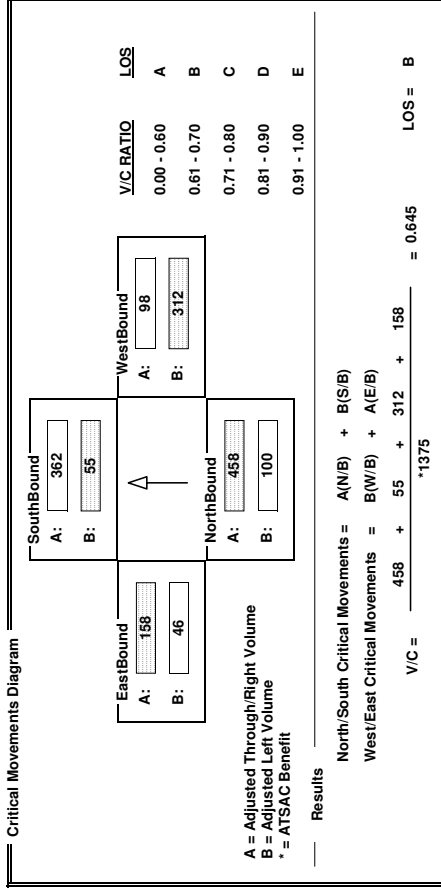 Critical Movements Diagram
SouthBound
A: 362
B: 55
EastBound
A: 158
B: 46
WestBound
A: 98
B: 312
NorthBound
A: 458
B: 100
V/C RATIO LOS
0.00 - 0.60 A
0.61 - 0.70 B
0.71 - 0.80 C
0.81 - 0.90 D
0.91 - 1.00 E
A = Adjusted Through/Right Volume
B = Adjusted Left Volume
* = ATSAC Benefit
Results
North/South Critical Movements = A(N/B) + B(S/B)
West/East Critical Movements = B(W/B) + A(E/B)
V/C = 458 + 55 + 312 + 158 = 0.645 LOS = B
*1375